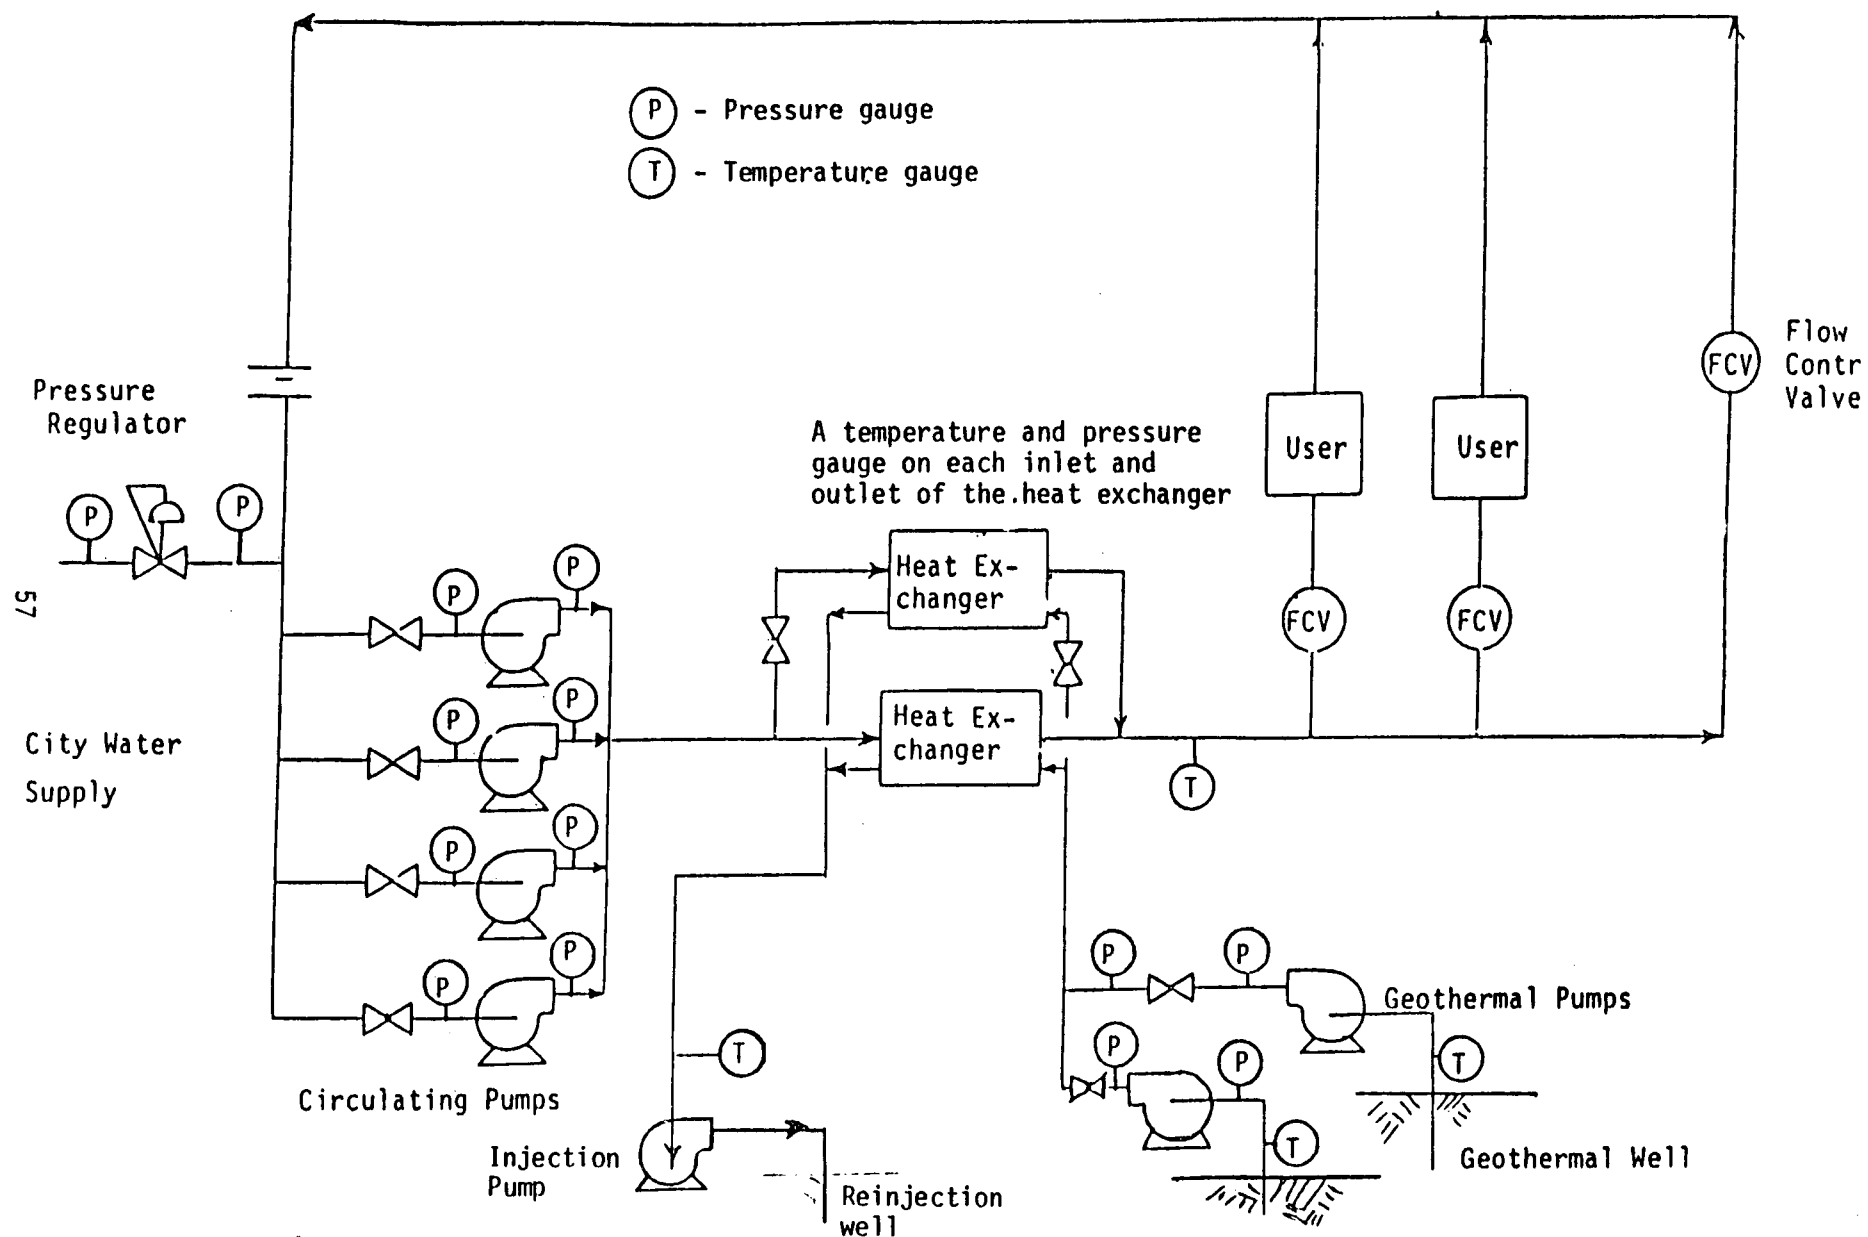 P - Pressure gauge
T - Temperature gauge
Flow
Contr
Valve
FCV
Pressure
Regulator
A temperature and pressure
gauge on each inlet and
outlet of the heat exchanger
User
User
P
P
P
P
Heat Ex-
changer
FCV
FCV
57
P
P
Heat Ex-
changer
City Water
Supply
T
P
P
P
P
P
P
Geothermal Pumps
T
P
P
T
Circulating Pumps
T
Injection
Pump
Geothermal Well
Reinjection
well